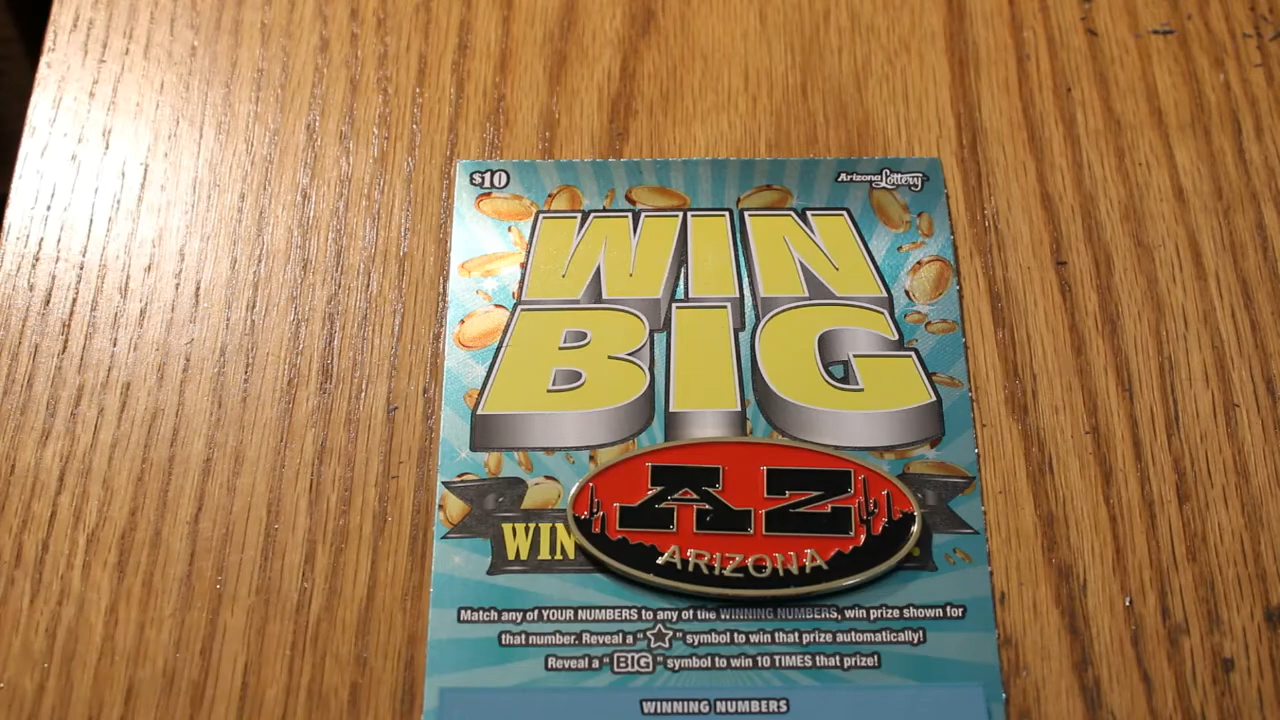 $10
Arizona Lottery
WIN
BIG
AZ
ARIZONA
WIN
Match any of YOUR NUMBERS to any of the WINNING NUMBERS, win prize shown for
that number. Reveal a "☆" symbol to win that prize automatically!
Reveal a "BIG" symbol to win 10 TIMES that prize!
WINNING NUMBERS